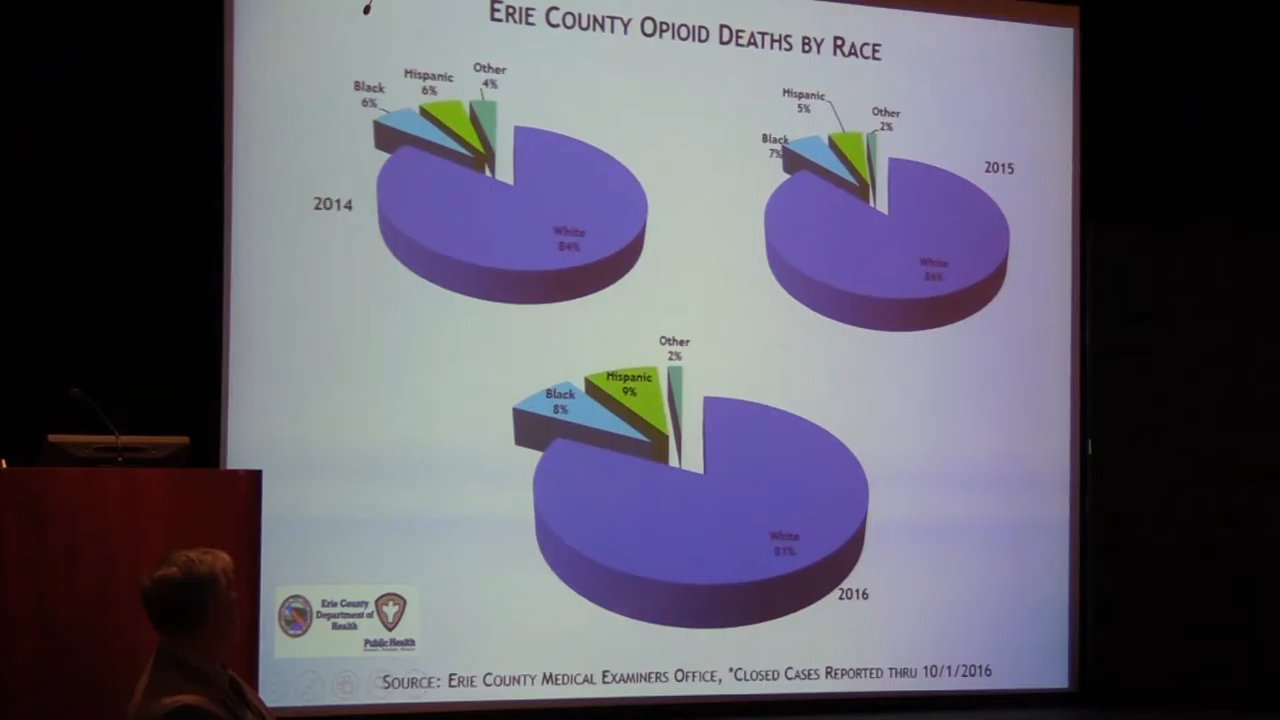 ERIE COUNTY OPIOID DEATHS BY RACE
Other
4%
Hispanic
6%
Black
6%
White
84%
2014
Hispanic
5%
Other
2%
Black
7%
White
86%
2015
Other
2%
Hispanic
9%
Black
8%
White
81%
2016
Erie County
Department of
Health
Public Health
SOURCE: ERIE COUNTY MEDICAL EXAMINERS OFFICE, *CLOSED CASES REPORTED THRU 10/1/2016